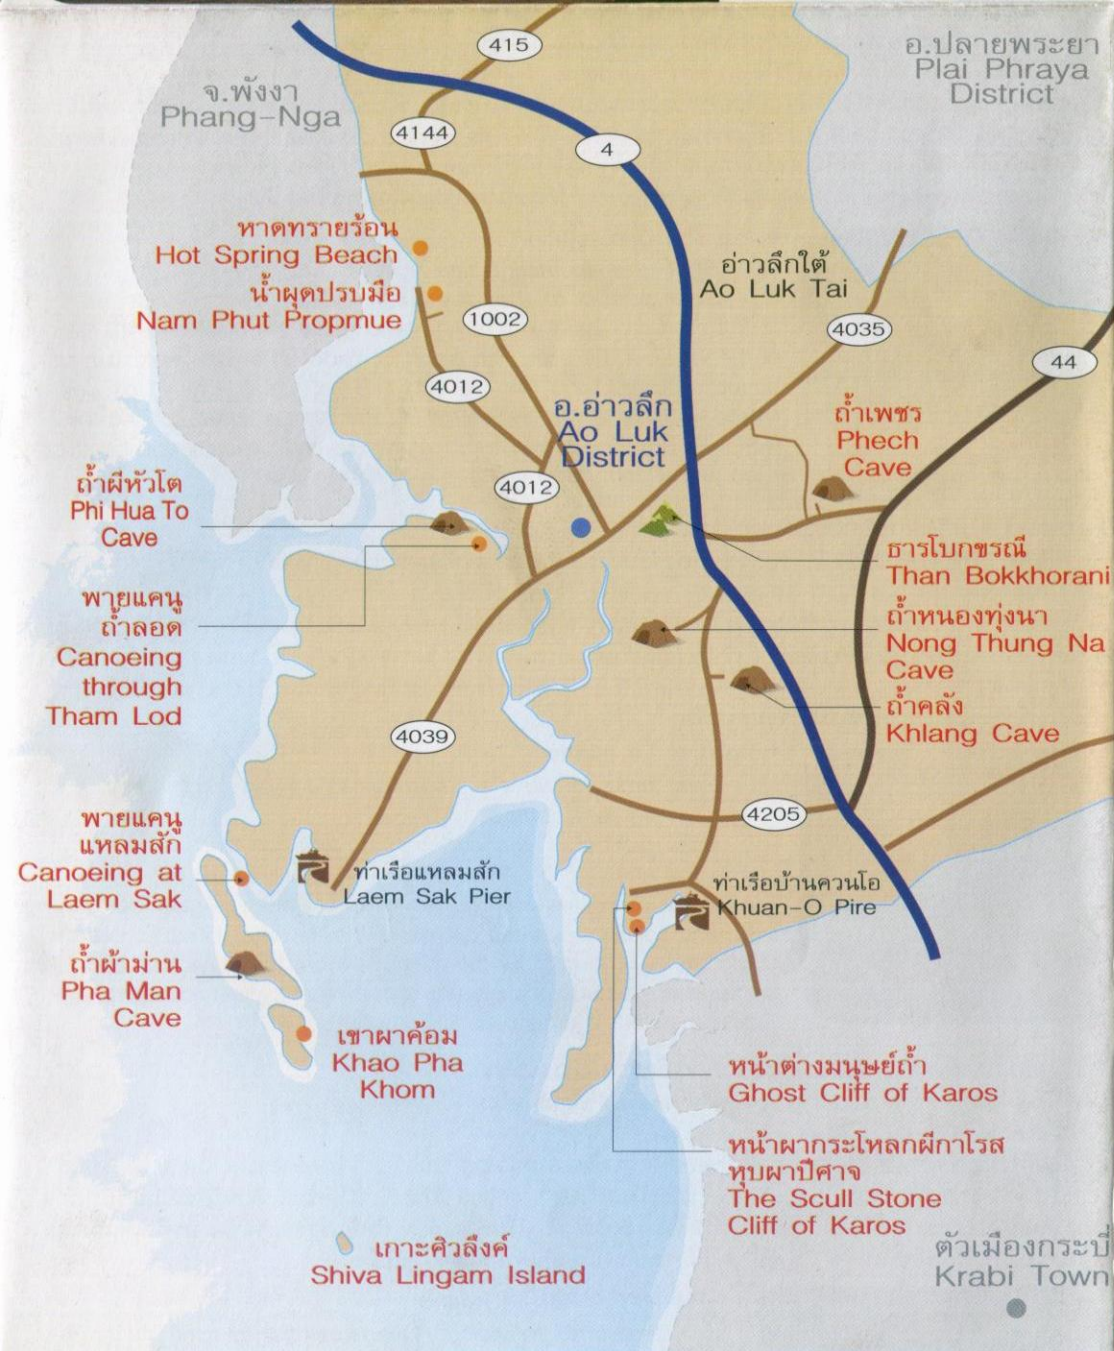 415
อ.ปลายพระยา
Plai Phraya
District
จ.พังงา
Phang-Nga
4144
4
หาดทรายร้อน
Hot Spring Beach
อ่าวลึกใต้
Ao Luk Tai
น้ำผุดปรบมือ
Nam Phut Propmue
1002
4035
44
4012
อ.อ่าวลึก
Ao Luk
District
ถ้ำเพชร
Phech
Cave
ถ้ำผีหัวโต
Phi Hua To
Cave
4012
ธารโบกขรณี
Than Bokkhorani
พายแคนู
ถ้ำลอด
Canoeing
through
Tham Lod
ถ้ำหนองทุ่งนา
Nong Thung Na
Cave
ถ้ำคลัง
Khlang Cave
4039
4205
พายแคนู
แหลมสัก
Canoeing at
Laem Sak
ท่าเรือแหลมสัก
Laem Sak Pier
ท่าเรือบ้านควนโอ
Khuan-O Pire
ถ้ำผ้าม่าน
Pha Man
Cave
เขาผาค้อม
Khao Pha
Khom
หน้าต่างมนุษย์ถ้ำ
Ghost Cliff of Karos
หน้าผากระโหลกผีกาโรส
หุบผาปีศาจ
The Scull Stone
Cliff of Karos
เกาะศิวลึงค์
Shiva Lingam Island
ตัวเมืองกระบี่
Krabi Town